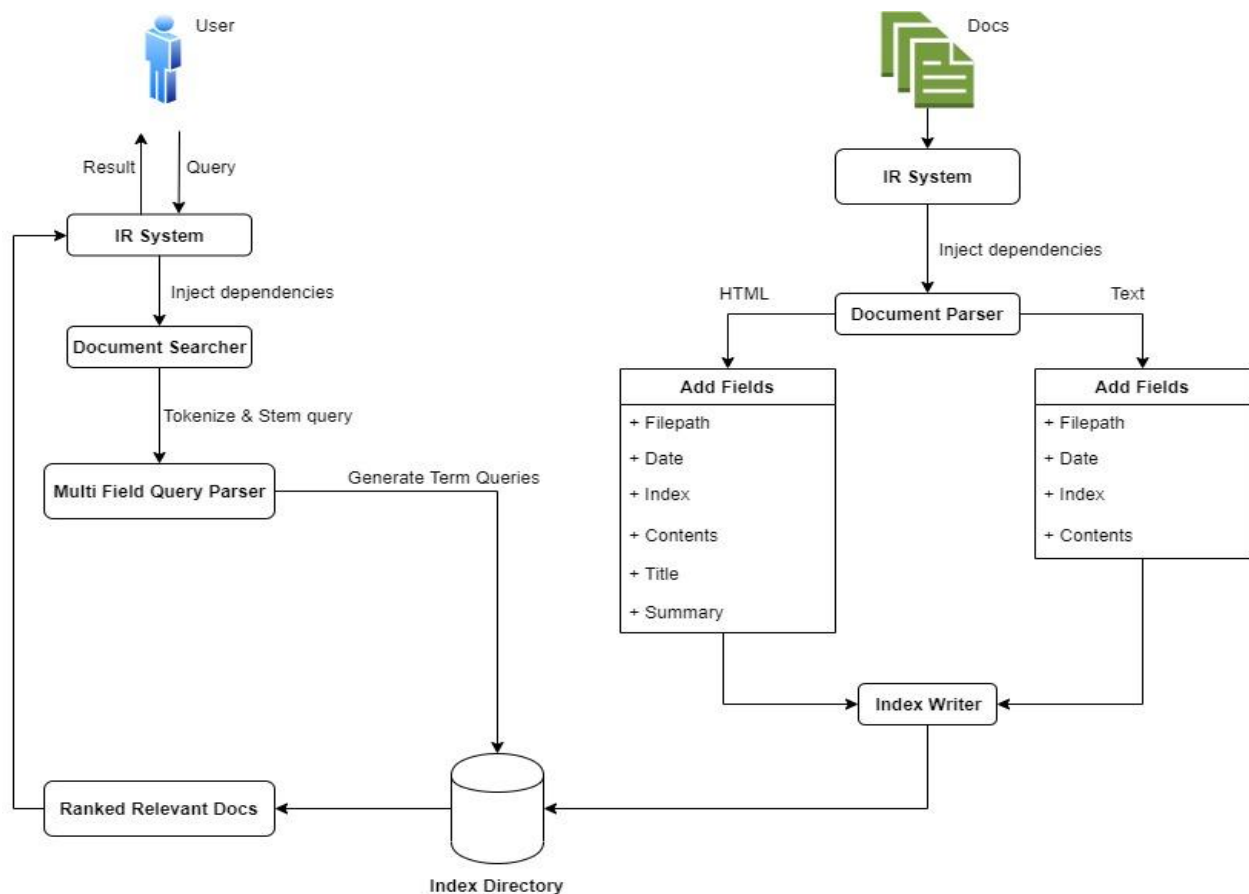 User
Docs
Result
Query
IR System
IR System
Inject dependencies
Inject dependencies
HTML
Text
Document Parser
Document Searcher
Add Fields
+ Filepath
+ Date
+ Index
+ Contents
+ Title
+ Summary
Add Fields
+ Filepath
+ Date
+ Index
+ Contents
Tokenize & Stem query
Multi Field Query Parser
Generate Term Queries
Index Writer
Ranked Relevant Docs
Index Directory